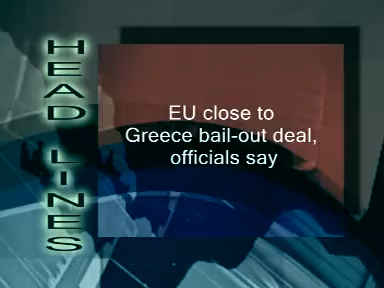 HEAD LINES
EU close to
Greece bail-out deal,
officials say